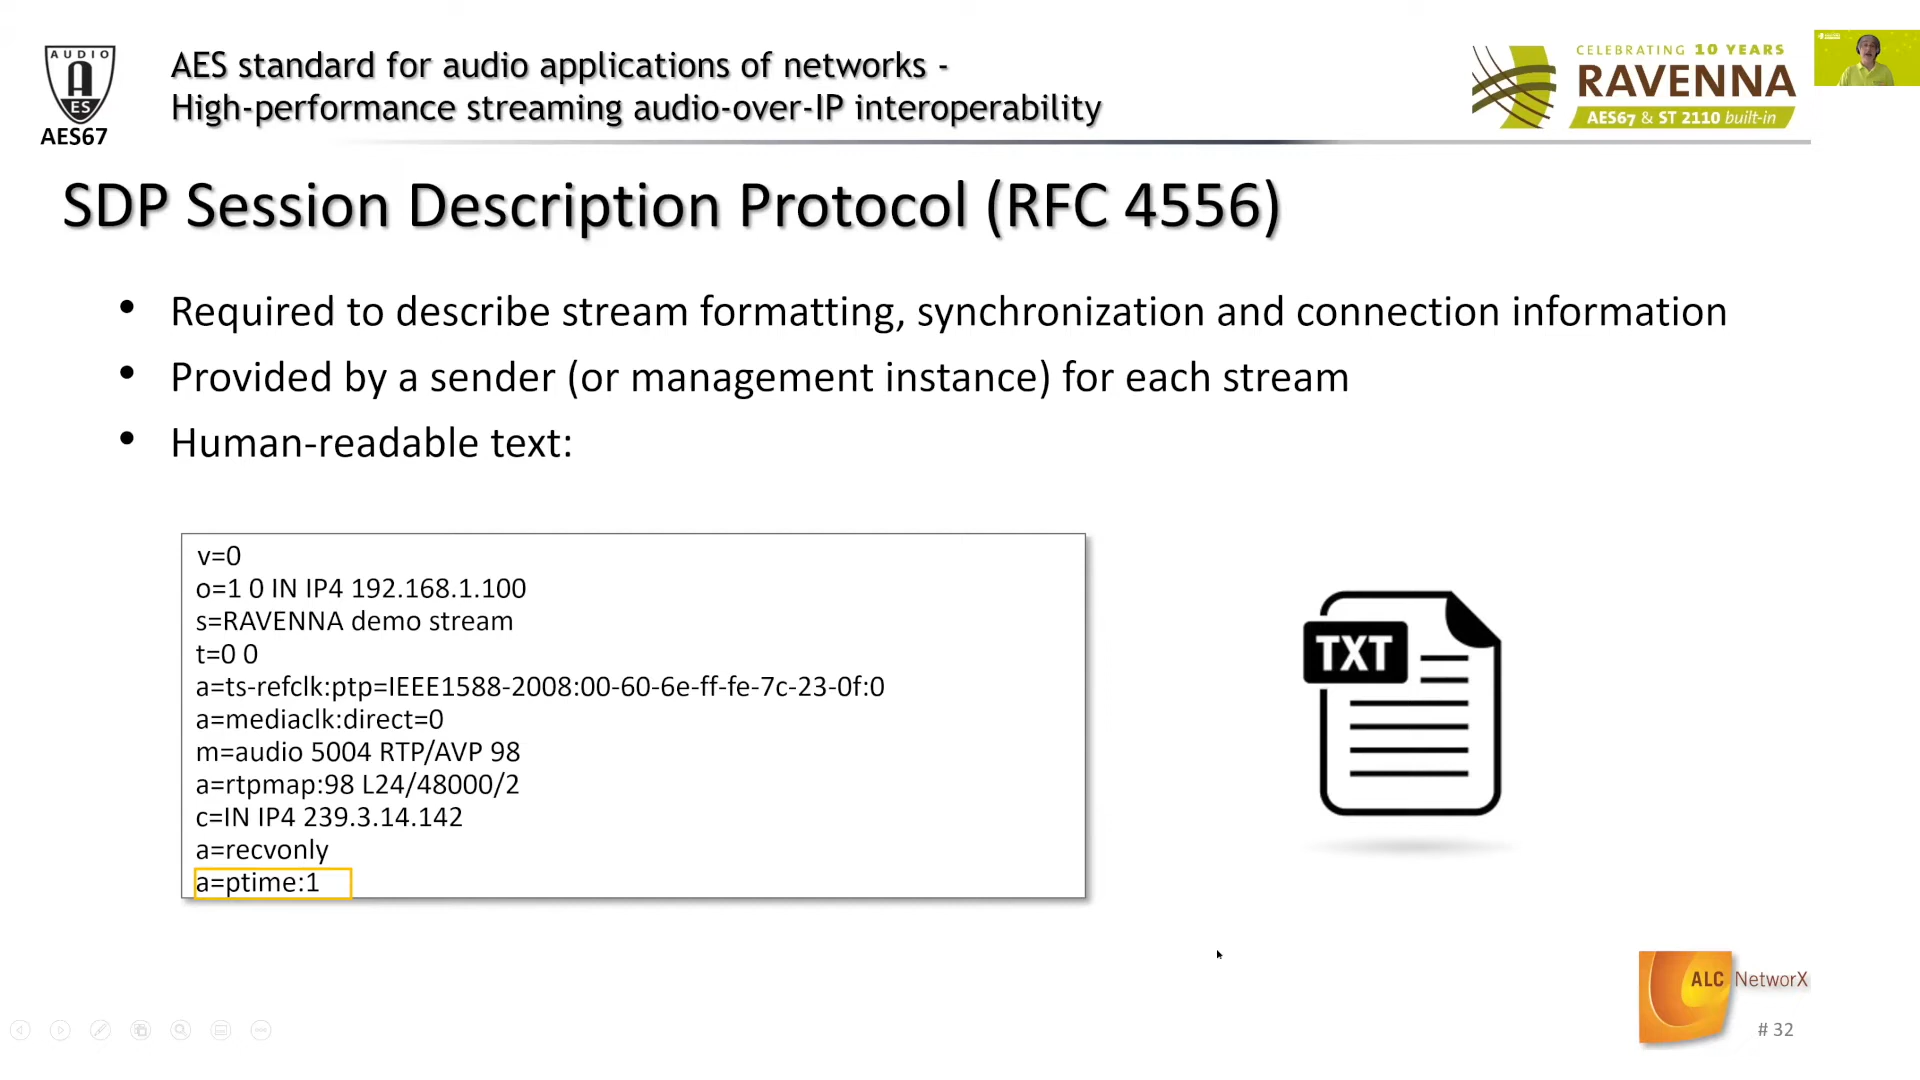 AUDIO
A
ES
AES67
AES standard for audio applications of networks -
High-performance streaming audio-over-IP interoperability
CELEBRATING 10 YEARS
RAVENNA
AES67 & ST 2110 built-in
SDP Session Description Protocol (RFC 4556)
• Required to describe stream formatting, synchronization and connection information
• Provided by a sender (or management instance) for each stream
• Human-readable text:
v=0
o=1 0 IN IP4 192.168.1.100
s=RAVENNA demo stream
t=0 0
a=ts-refclk:ptp=IEEE1588-2008:00-60-6e-ff-fe-7c-23-0f:0
a=mediaclk:direct=0
m=audio 5004 RTP/AVP 98
a=rtpmap:98 L24/48000/2
c=IN IP4 239.3.14.142
a=recvonly
a=ptime:1
TXT
ALC NetworX
# 32